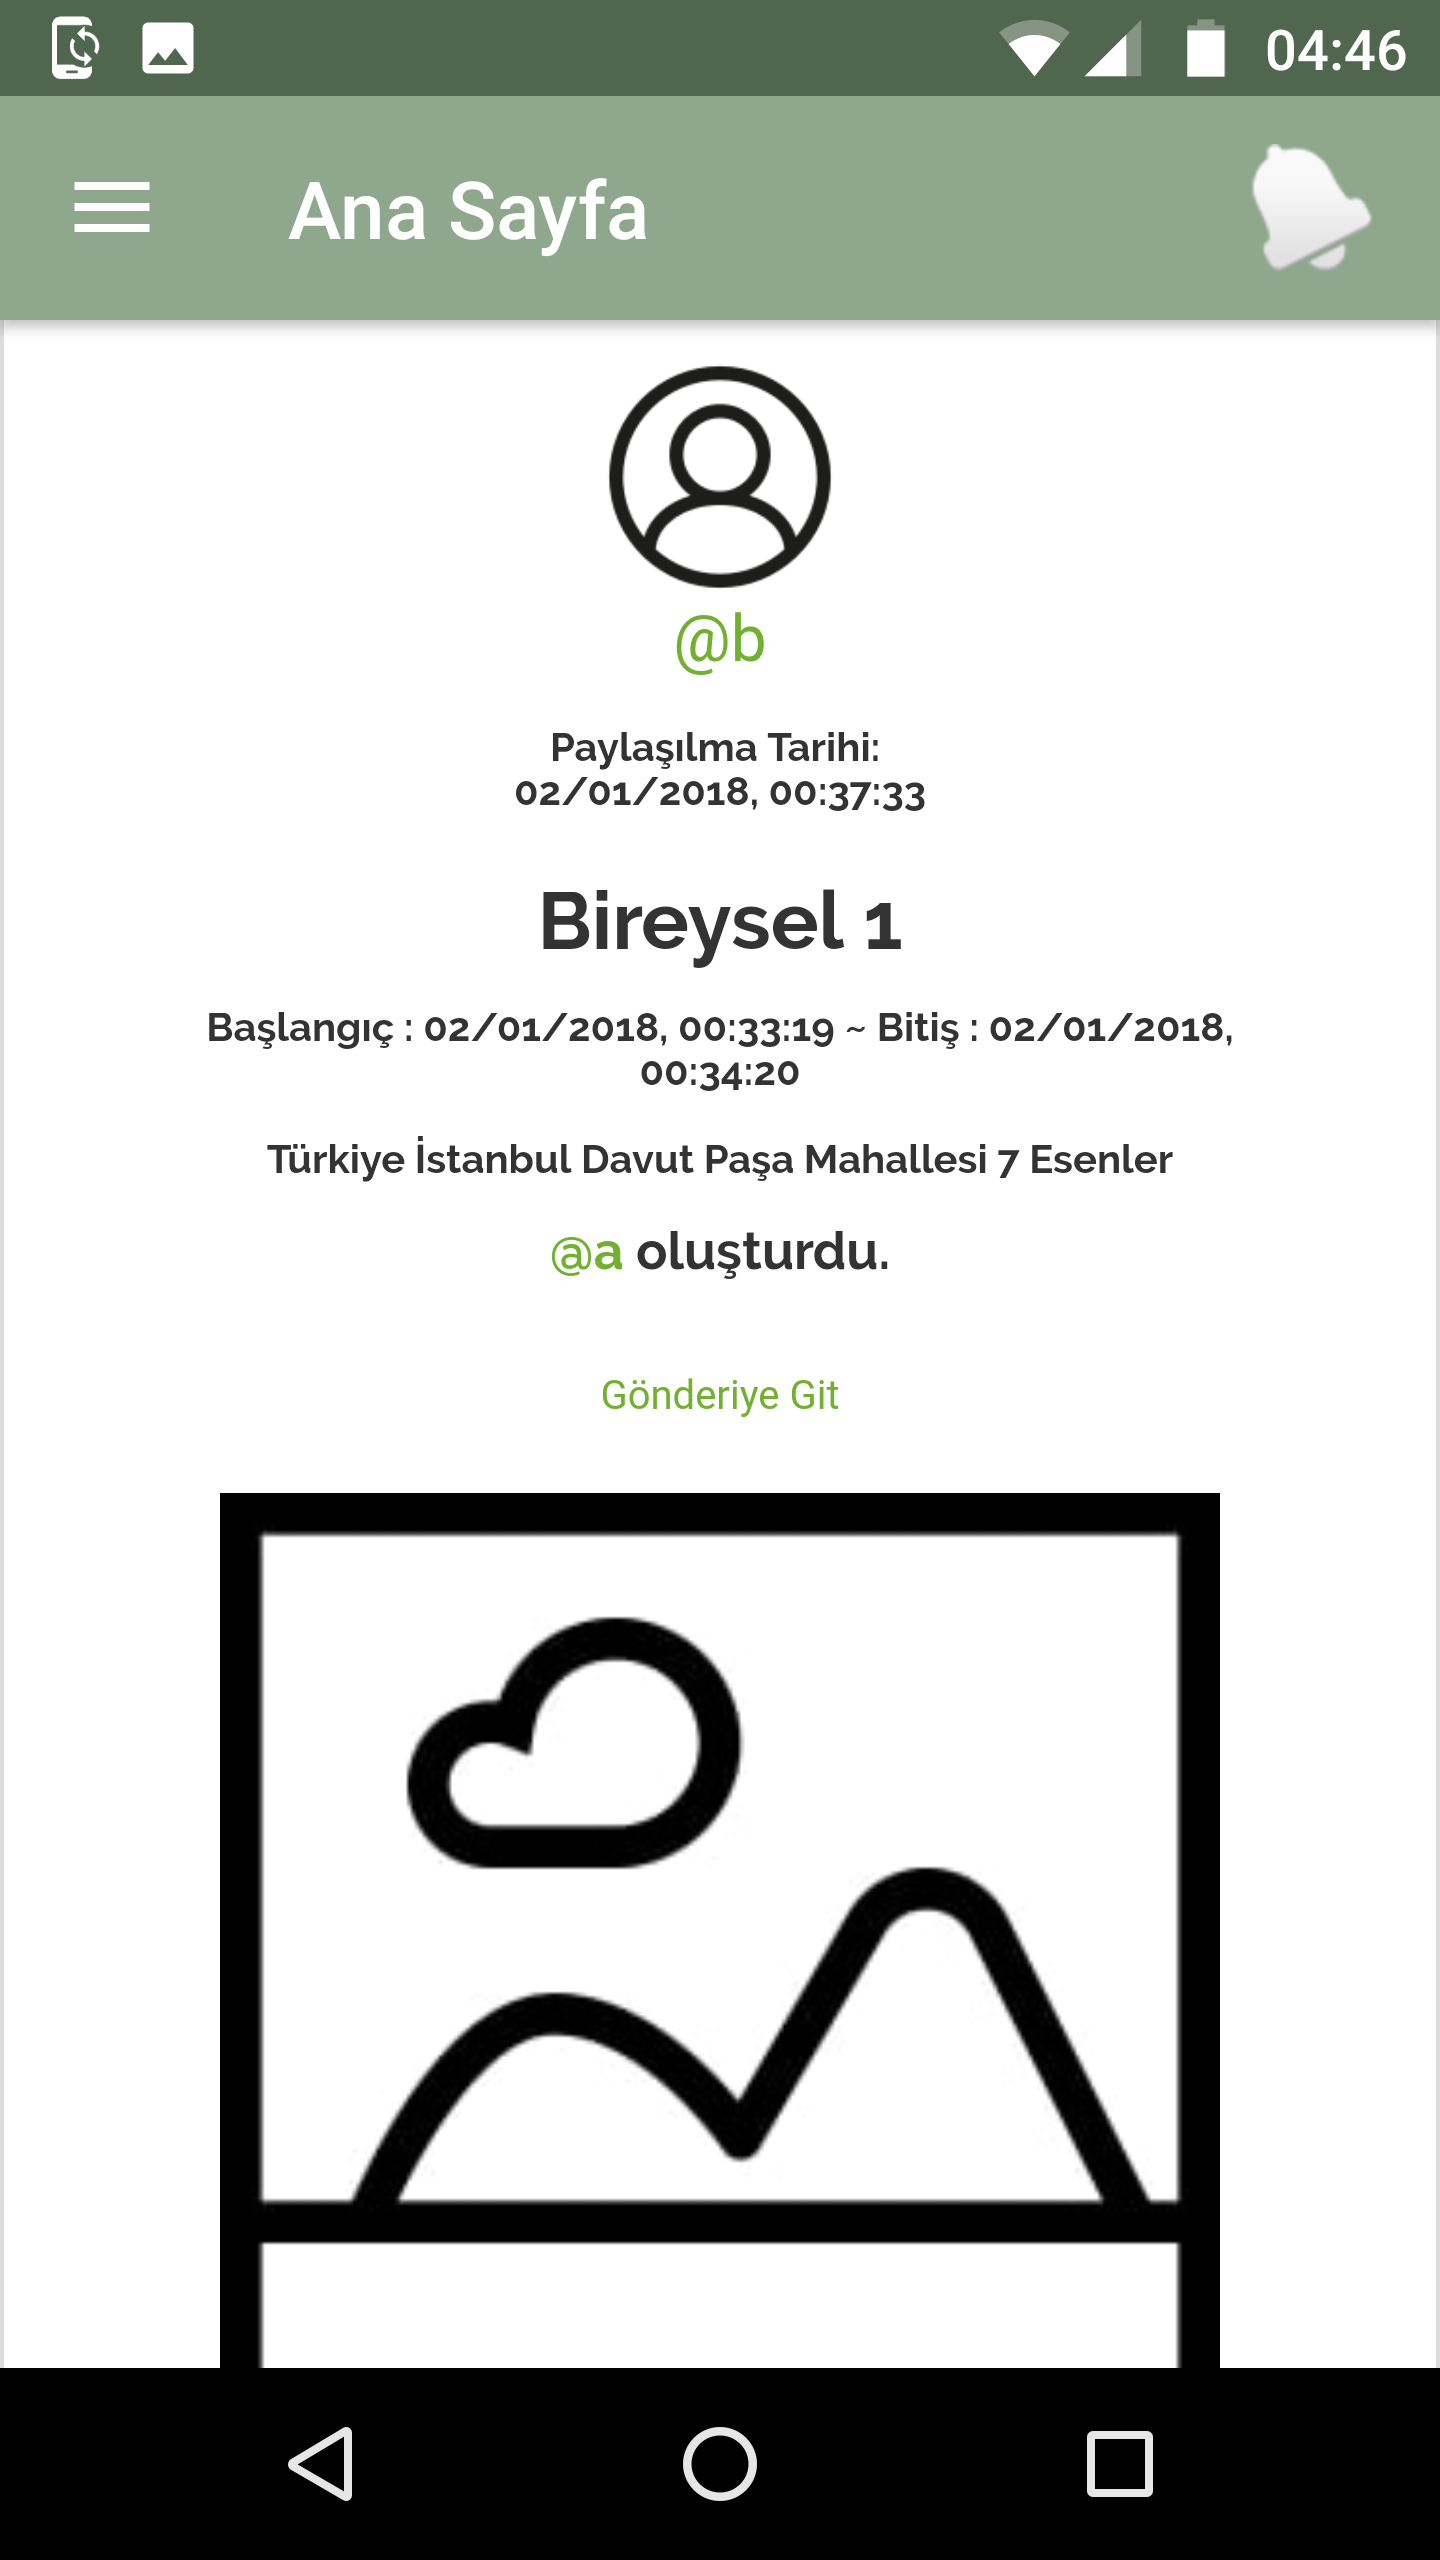 04:46
Ana Sayfa
@b
Paylaşılma Tarihi:
02/01/2018, 00:37:33
Bireysel 1
Başlangıç : 02/01/2018, 00:33:19 ~ Bitiş : 02/01/2018,
00:34:20
Türkiye İstanbul Davut Paşa Mahallesi 7 Esenler
@a oluşturdu.
Gönderiye Git